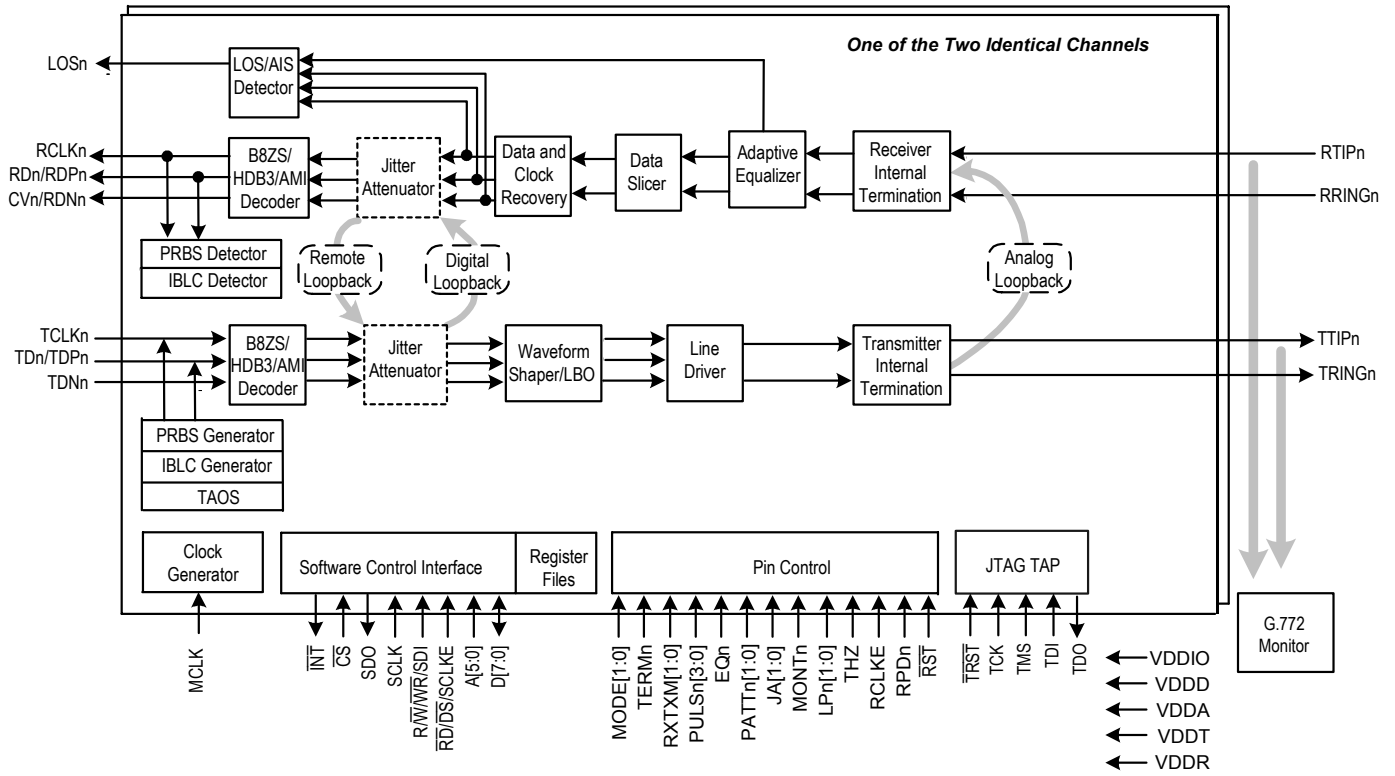 One of the Two Identical Channels
LOSn
LOS/AIS
Detector
RCLKn
RDn/RDPn
CVn/RDNn
B8ZS/
HDB3/AMI
Decoder
Jitter
Attenuator
Data and
Clock
Recovery
Data
Slicer
Adaptive
Equalizer
Receiver
Internal
Termination
RTIPn
RRINGn
PRBS Detector
IBLC Detector
Remote
Loopback
Digital
Loopback
Analog
Loopback
TCLKn
TDn/TDPn
TDNn
B8ZS/
HDB3/AMI
Decoder
Jitter
Attenuator
Waveform
Shaper/LBO
Line
Driver
Transmitter
Internal
Termination
TTIPn
TRINGn
PRBS Generator
IBLC Generator
TAOS
Clock
Generator
Software Control Interface
Register
Files
Pin Control
JTAG TAP
G.772
Monitor
MCLK
INT
CS
SDO
SCLK
R/W/WR/SDI
RD/DS/SCLKE
A[5:0]
D[7:0]
MODE[1:0]
TERMn
RXTXM[1:0]
PULSn[3:0]
EQn
PATTn[1:0]
JA[1:0]
MONTn
LPn[1:0]
THZ
RCLKE
RPDn
RST
TRST
TCK
TMS
TDI
TDO
VDDIO
VDDD
VDDA
VDDT
VDDR